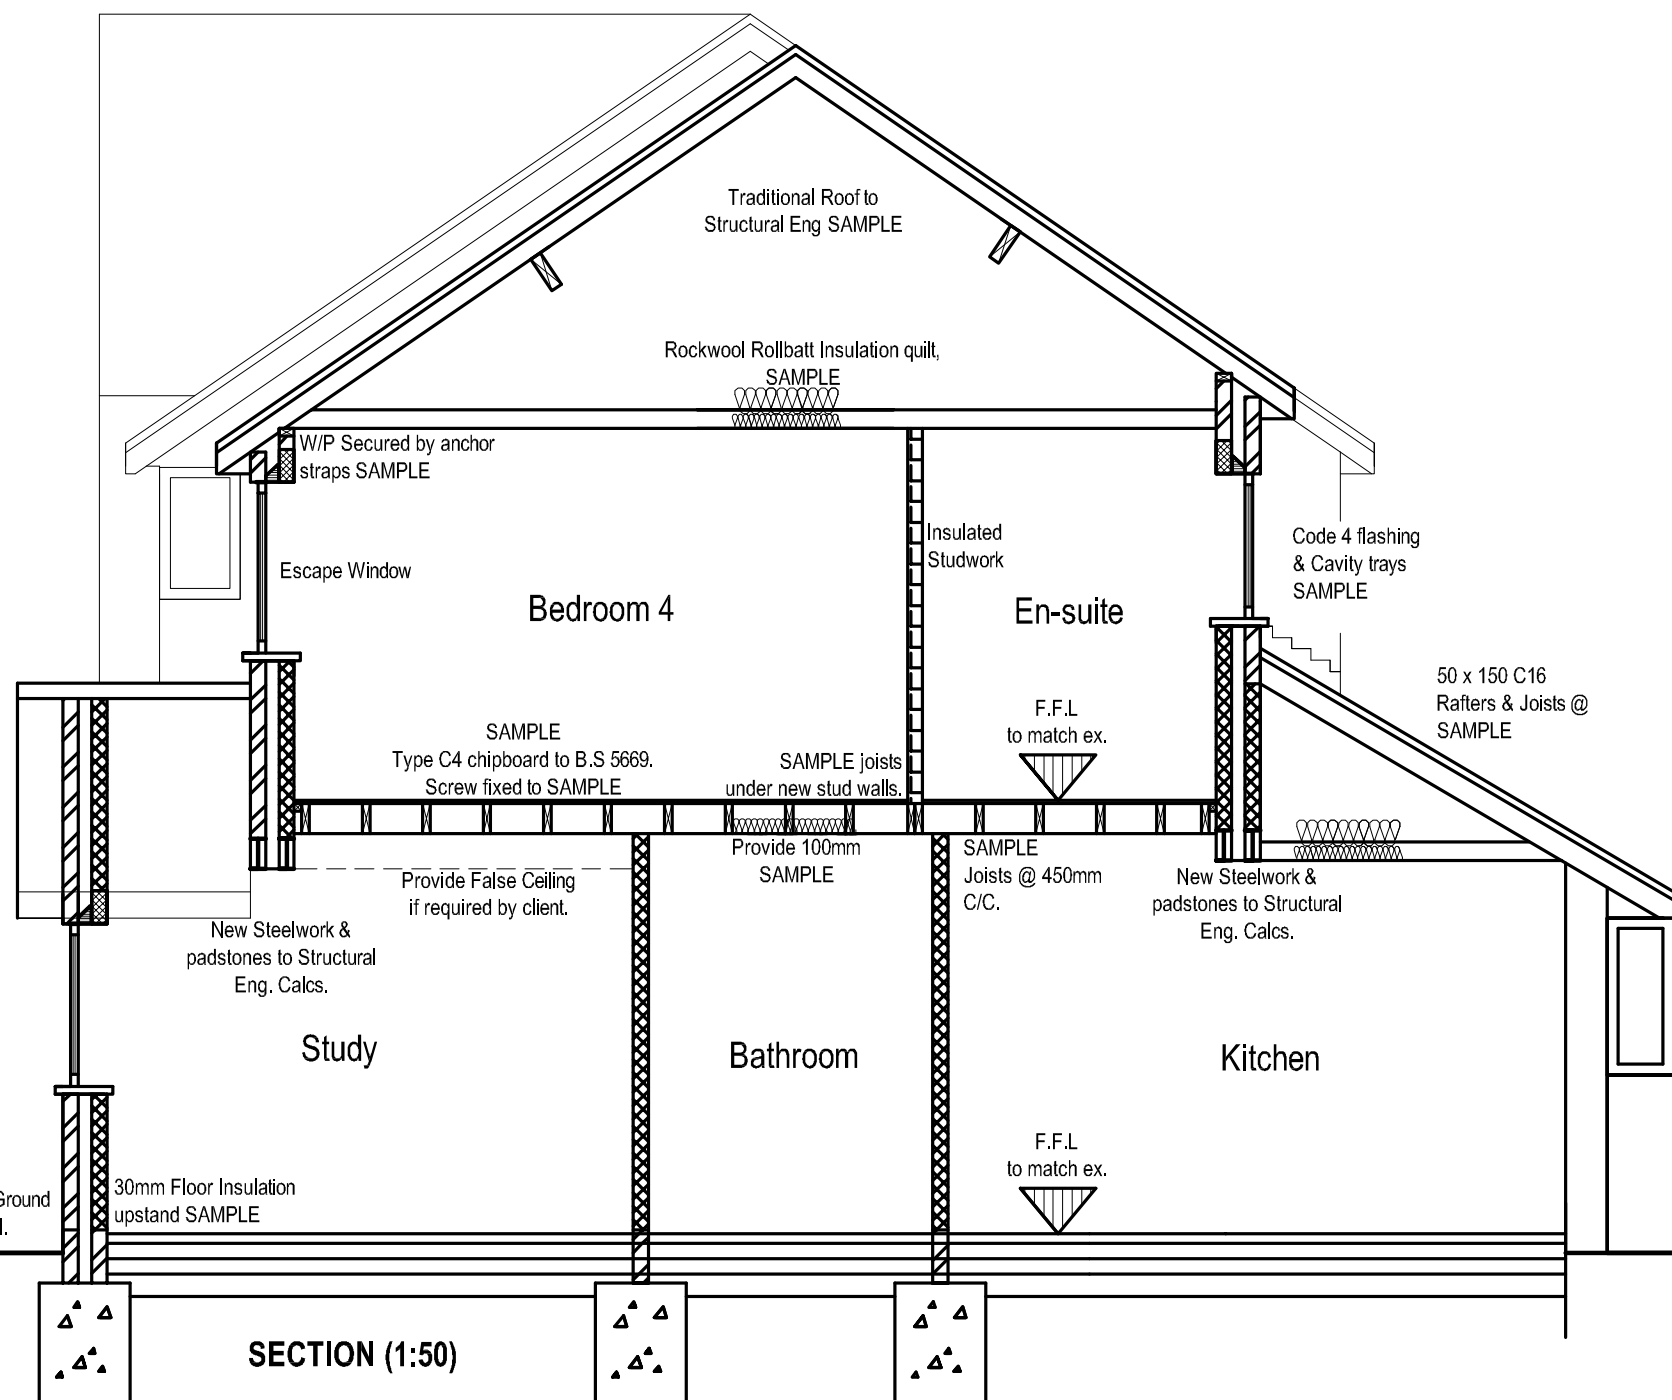 Traditional Roof to
Structural Eng SAMPLE
Rockwool Rollbatt Insulation quilt,
SAMPLE
W/P Secured by anchor
straps SAMPLE
Insulated
Studwork
Code 4 flashing
& Cavity trays
SAMPLE
Escape Window
Bedroom 4
En-suite
50 x 150 C16
Rafters & Joists @
SAMPLE
F.F.L
to match ex.
SAMPLE
Type C4 chipboard to B.S 5669.
Screw fixed to SAMPLE
SAMPLE joists
under new stud walls.
Provide 100mm
SAMPLE
SAMPLE
Joists @ 450mm
C/C.
New Steelwork &
padstones to Structural
Eng. Calcs.
Provide False Ceiling
if required by client.
New Steelwork &
padstones to Structural
Eng. Calcs.
Study
Bathroom
Kitchen
F.F.L
to match ex.
30mm Floor Insulation
upstand SAMPLE
Ground
SECTION (1:50)